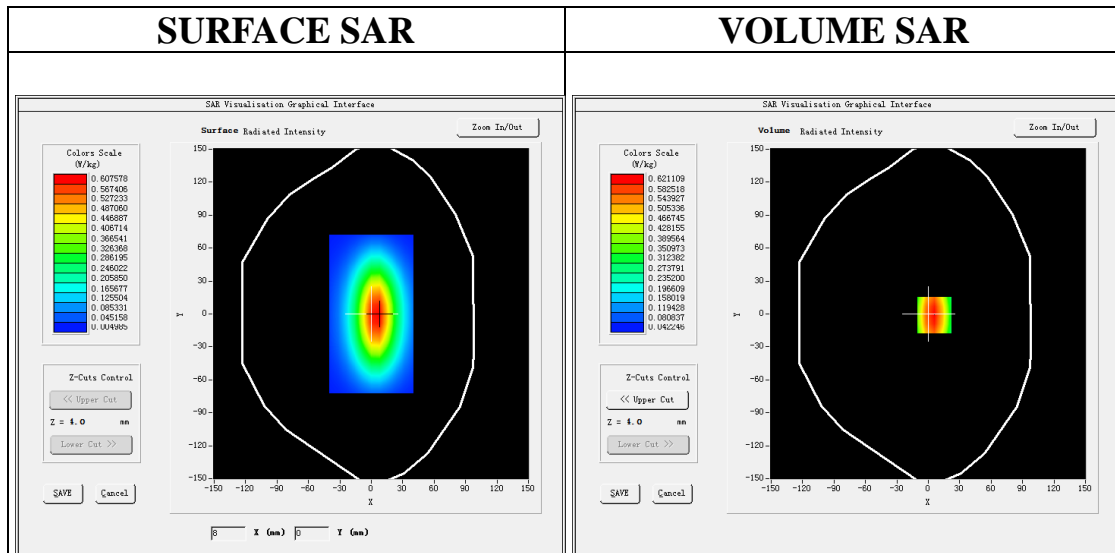 SURFACE SAR
VOLUME SAR
SAR Visualisation Graphical Interface
Surface Radiated Intensity
Zoom In/Out
Colors Scale
(W/kg)
0.607578
0.567406
0.527233
0.487060
0.446887
0.406714
0.366541
0.326368
0.286195
0.246022
0.205850
0.165677
0.125504
0.085331
0.045158
0.004985
150
120
90
60
30
0
-30
-60
-90
-120
-150
Y
-150 -120 -90 -60 -30 0 30 60 90 120 150
X
Z-Cuts Control
<< Upper Cut
Z = 4.0 mm
Lower Cut >>
SAVE Cancel
8 X (mm) 0 Y (mm)
SAR Visualisation Graphical Interface
Volume Radiated Intensity
Zoom In/Out
Colors Scale
(W/kg)
0.621109
0.582518
0.543927
0.505336
0.466745
0.428155
0.389564
0.350973
0.312382
0.273791
0.235200
0.196609
0.158019
0.119428
0.080837
0.042246
150
120
90
60
30
0
-30
-60
-90
-120
-150
Y
-150 -120 -90 -60 -30 0 30 60 90 120 150
X
Z-Cuts Control
<< Upper Cut
Z = 4.0 mm
Lower Cut >>
SAVE Cancel